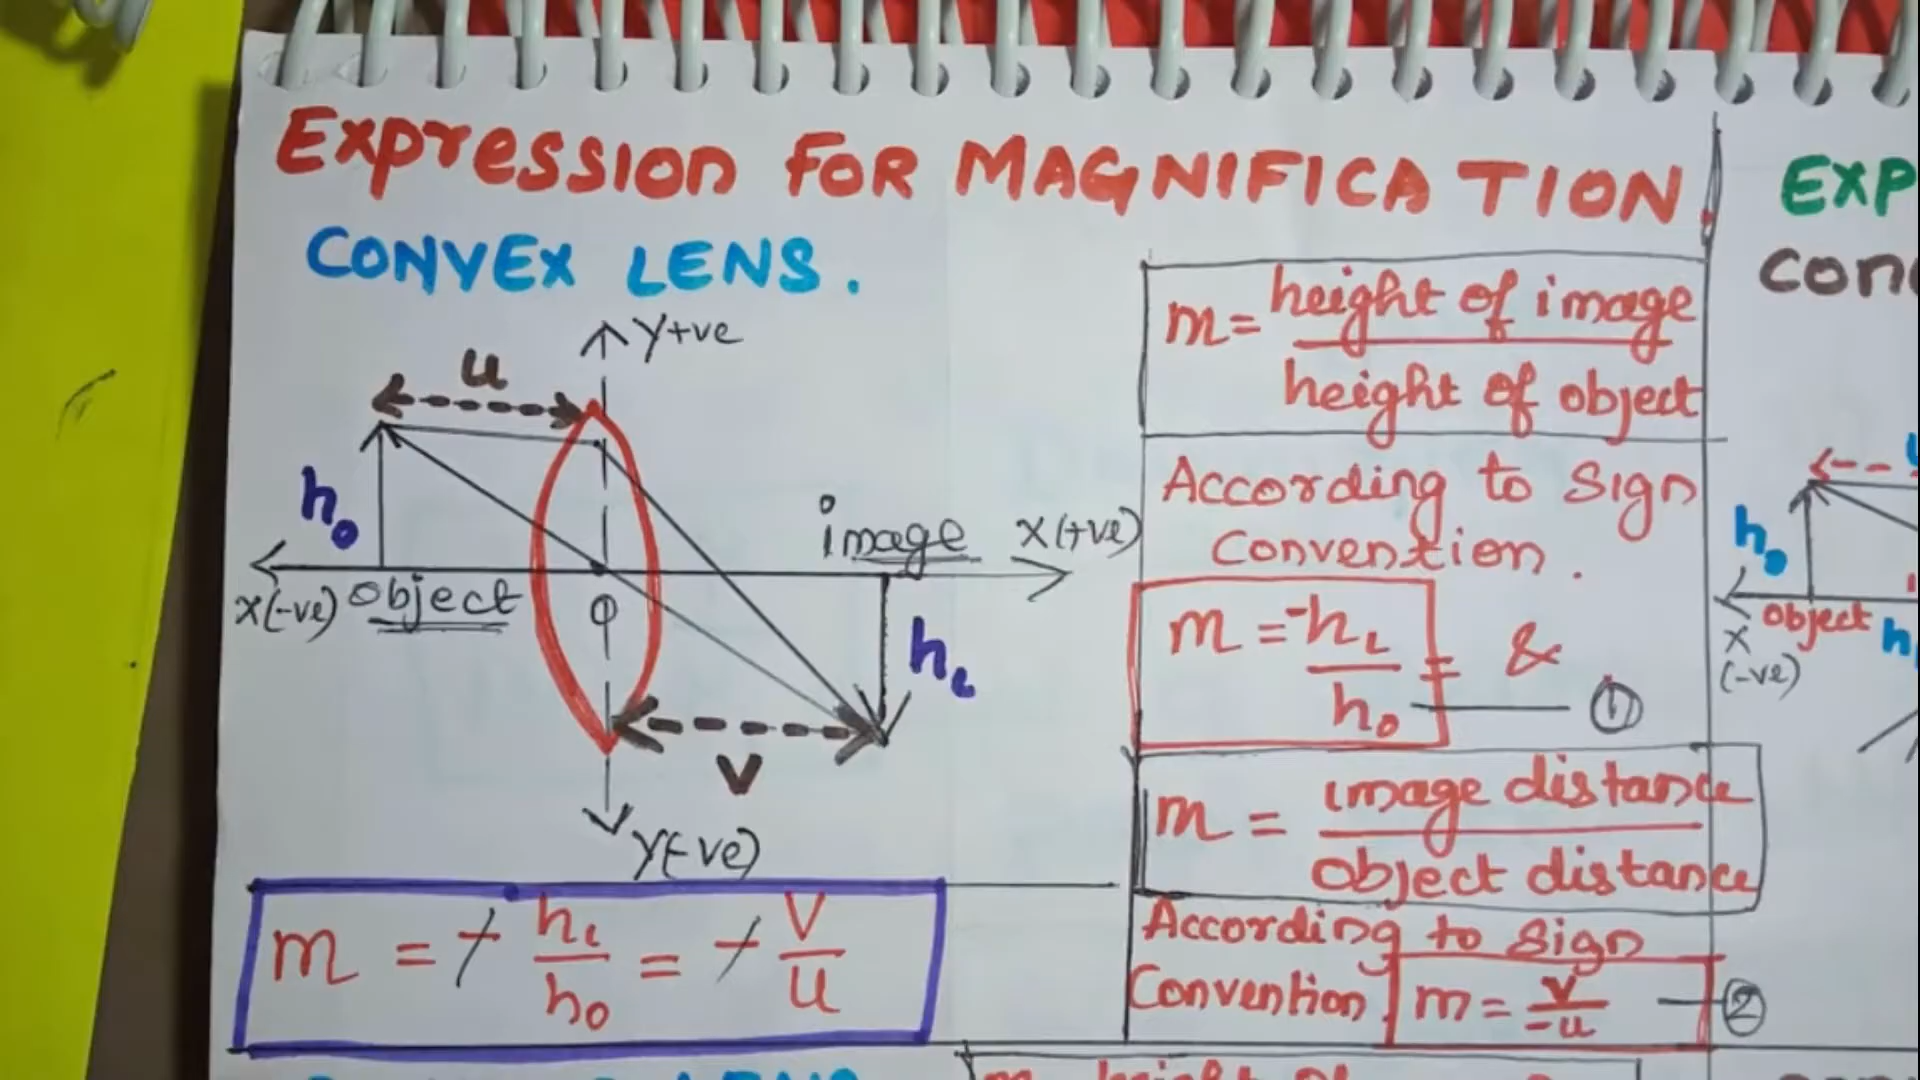 Expression FOR MAGNIFICATION
CONVEX LENS.
Y+ve
u
h₀
image
X(+ve)
X(-ve)
object
O
hᵢ
v
Y(-ve)
m = ̸- hᵢ/h₀ = ̸- V/u
m = height of image / height of object
According to Sign
Convention.
m = -hᵢ/h₀ = & — ①
m = image distance / object distance
According to Sign
Convention. m = v/-u — ②
h₀
object
X
(-ve)